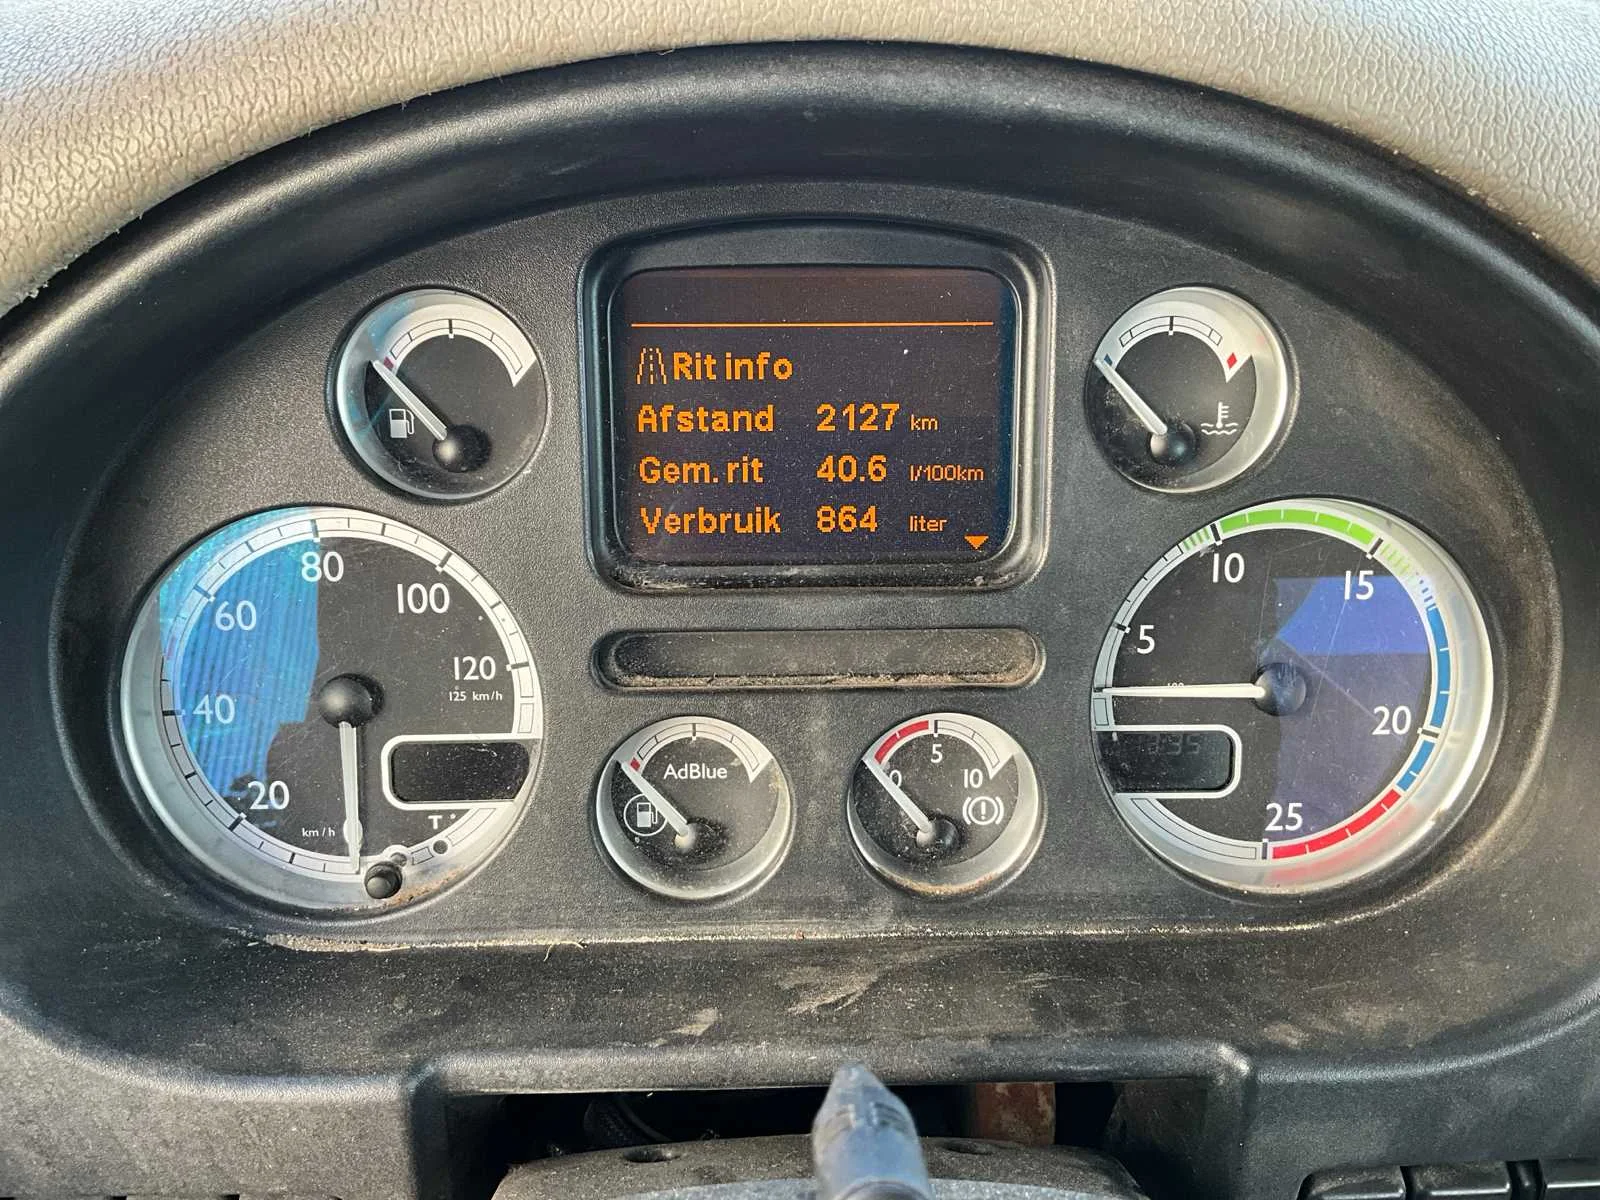 Rit info
Afstand 2127 km
Gem. rit 40.6 l/100km
Verbruik 864 liter
20
40
60
80
100
120
125 km/h
km/h
T°
AdBlue
0 5 10
5
10
15
20
25